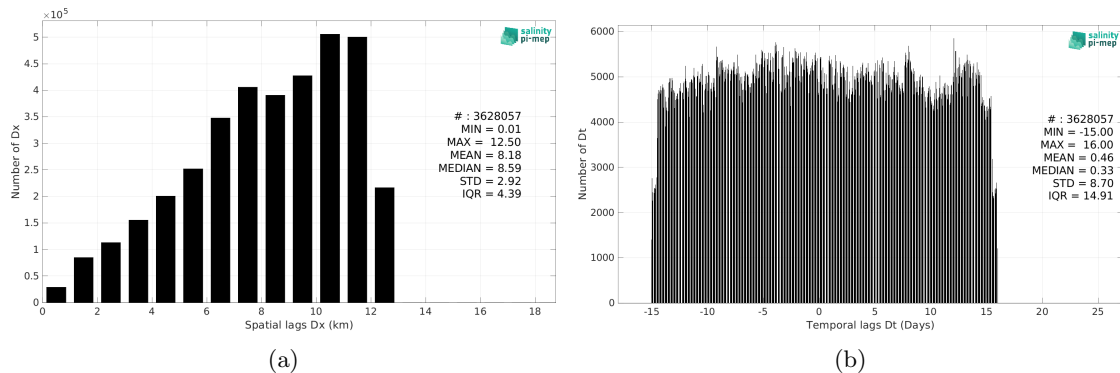 ×10⁵
5
4.5
4
3.5
3
2.5
2
1.5
1
0.5
0
Number of Dx
0 2 4 6 8 10 12 14 16 18
Spatial lags Dx (km)
salinity
pi-mep
# : 3628057
MIN = 0.01
MAX = 12.50
MEAN = 8.18
MEDIAN = 8.59
STD = 2.92
IQR = 4.39
(a)
6000
5000
4000
3000
2000
1000
0
Number of Dt
-15 -10 -5 0 5 10 15 20 25
Temporal lags Dt (Days)
salinity
pi-mep
# : 3628057
MIN = -15.00
MAX = 16.00
MEAN = 0.46
MEDIAN = 0.33
STD = 8.70
IQR = 14.91
(b)